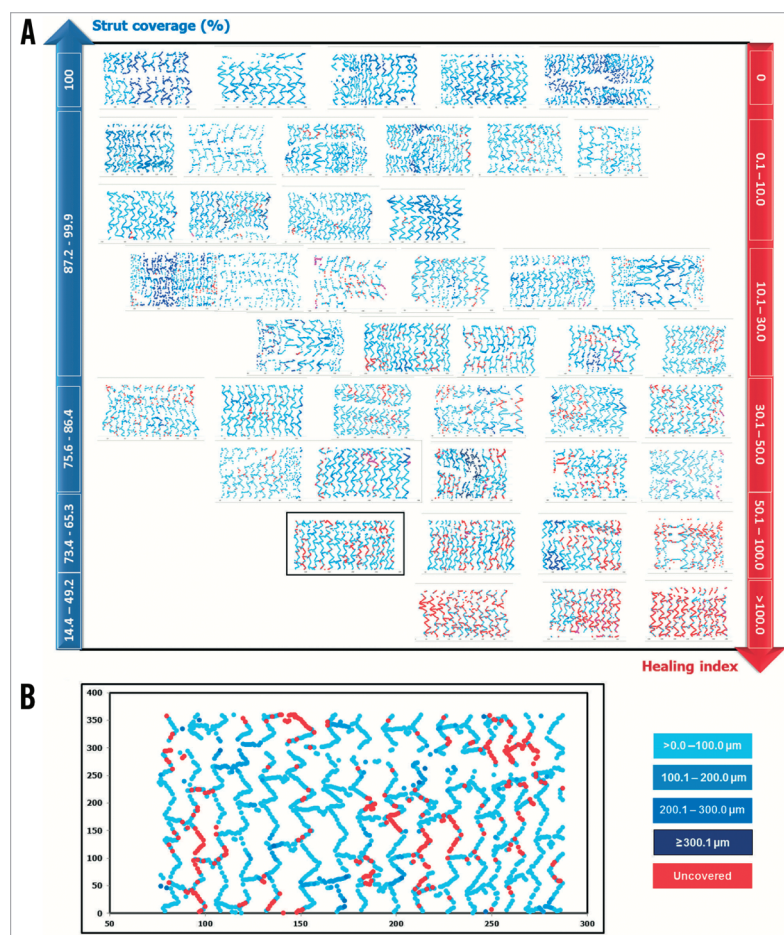 A
Strut coverage (%)
100
87.2 - 99.9
75.6 - 86.4
73.4 - 65.3
14.4 - 49.2
0
0.1 – 10.0
10.1 – 30.0
30.1 – 50.0
50.1 – 100.0
>100.0
Healing index
B
400
350
300
250
200
150
100
50
0
50
100
150
200
250
300
>0.0 – 100.0 µm
100.1 – 200.0 µm
200.1 – 300.0 µm
≥300.1 µm
Uncovered